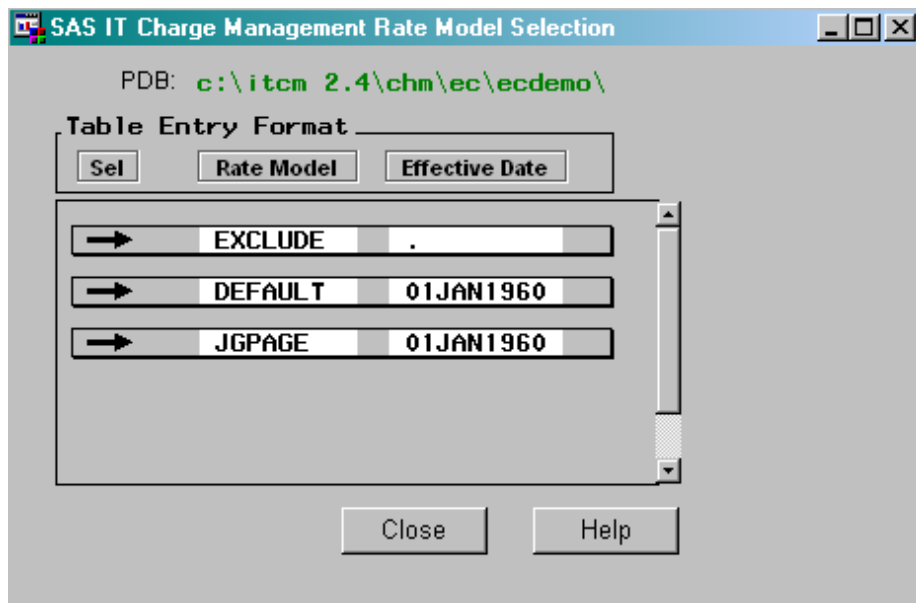 SAS IT Charge Management Rate Model Selection
PDB: c:\itcm 2.4\chm\ec\ecdemo\
Table Entry Format
Sel Rate Model Effective Date
EXCLUDE .
DEFAULT 01JAN1960
JGPAGE 01JAN1960
Close Help